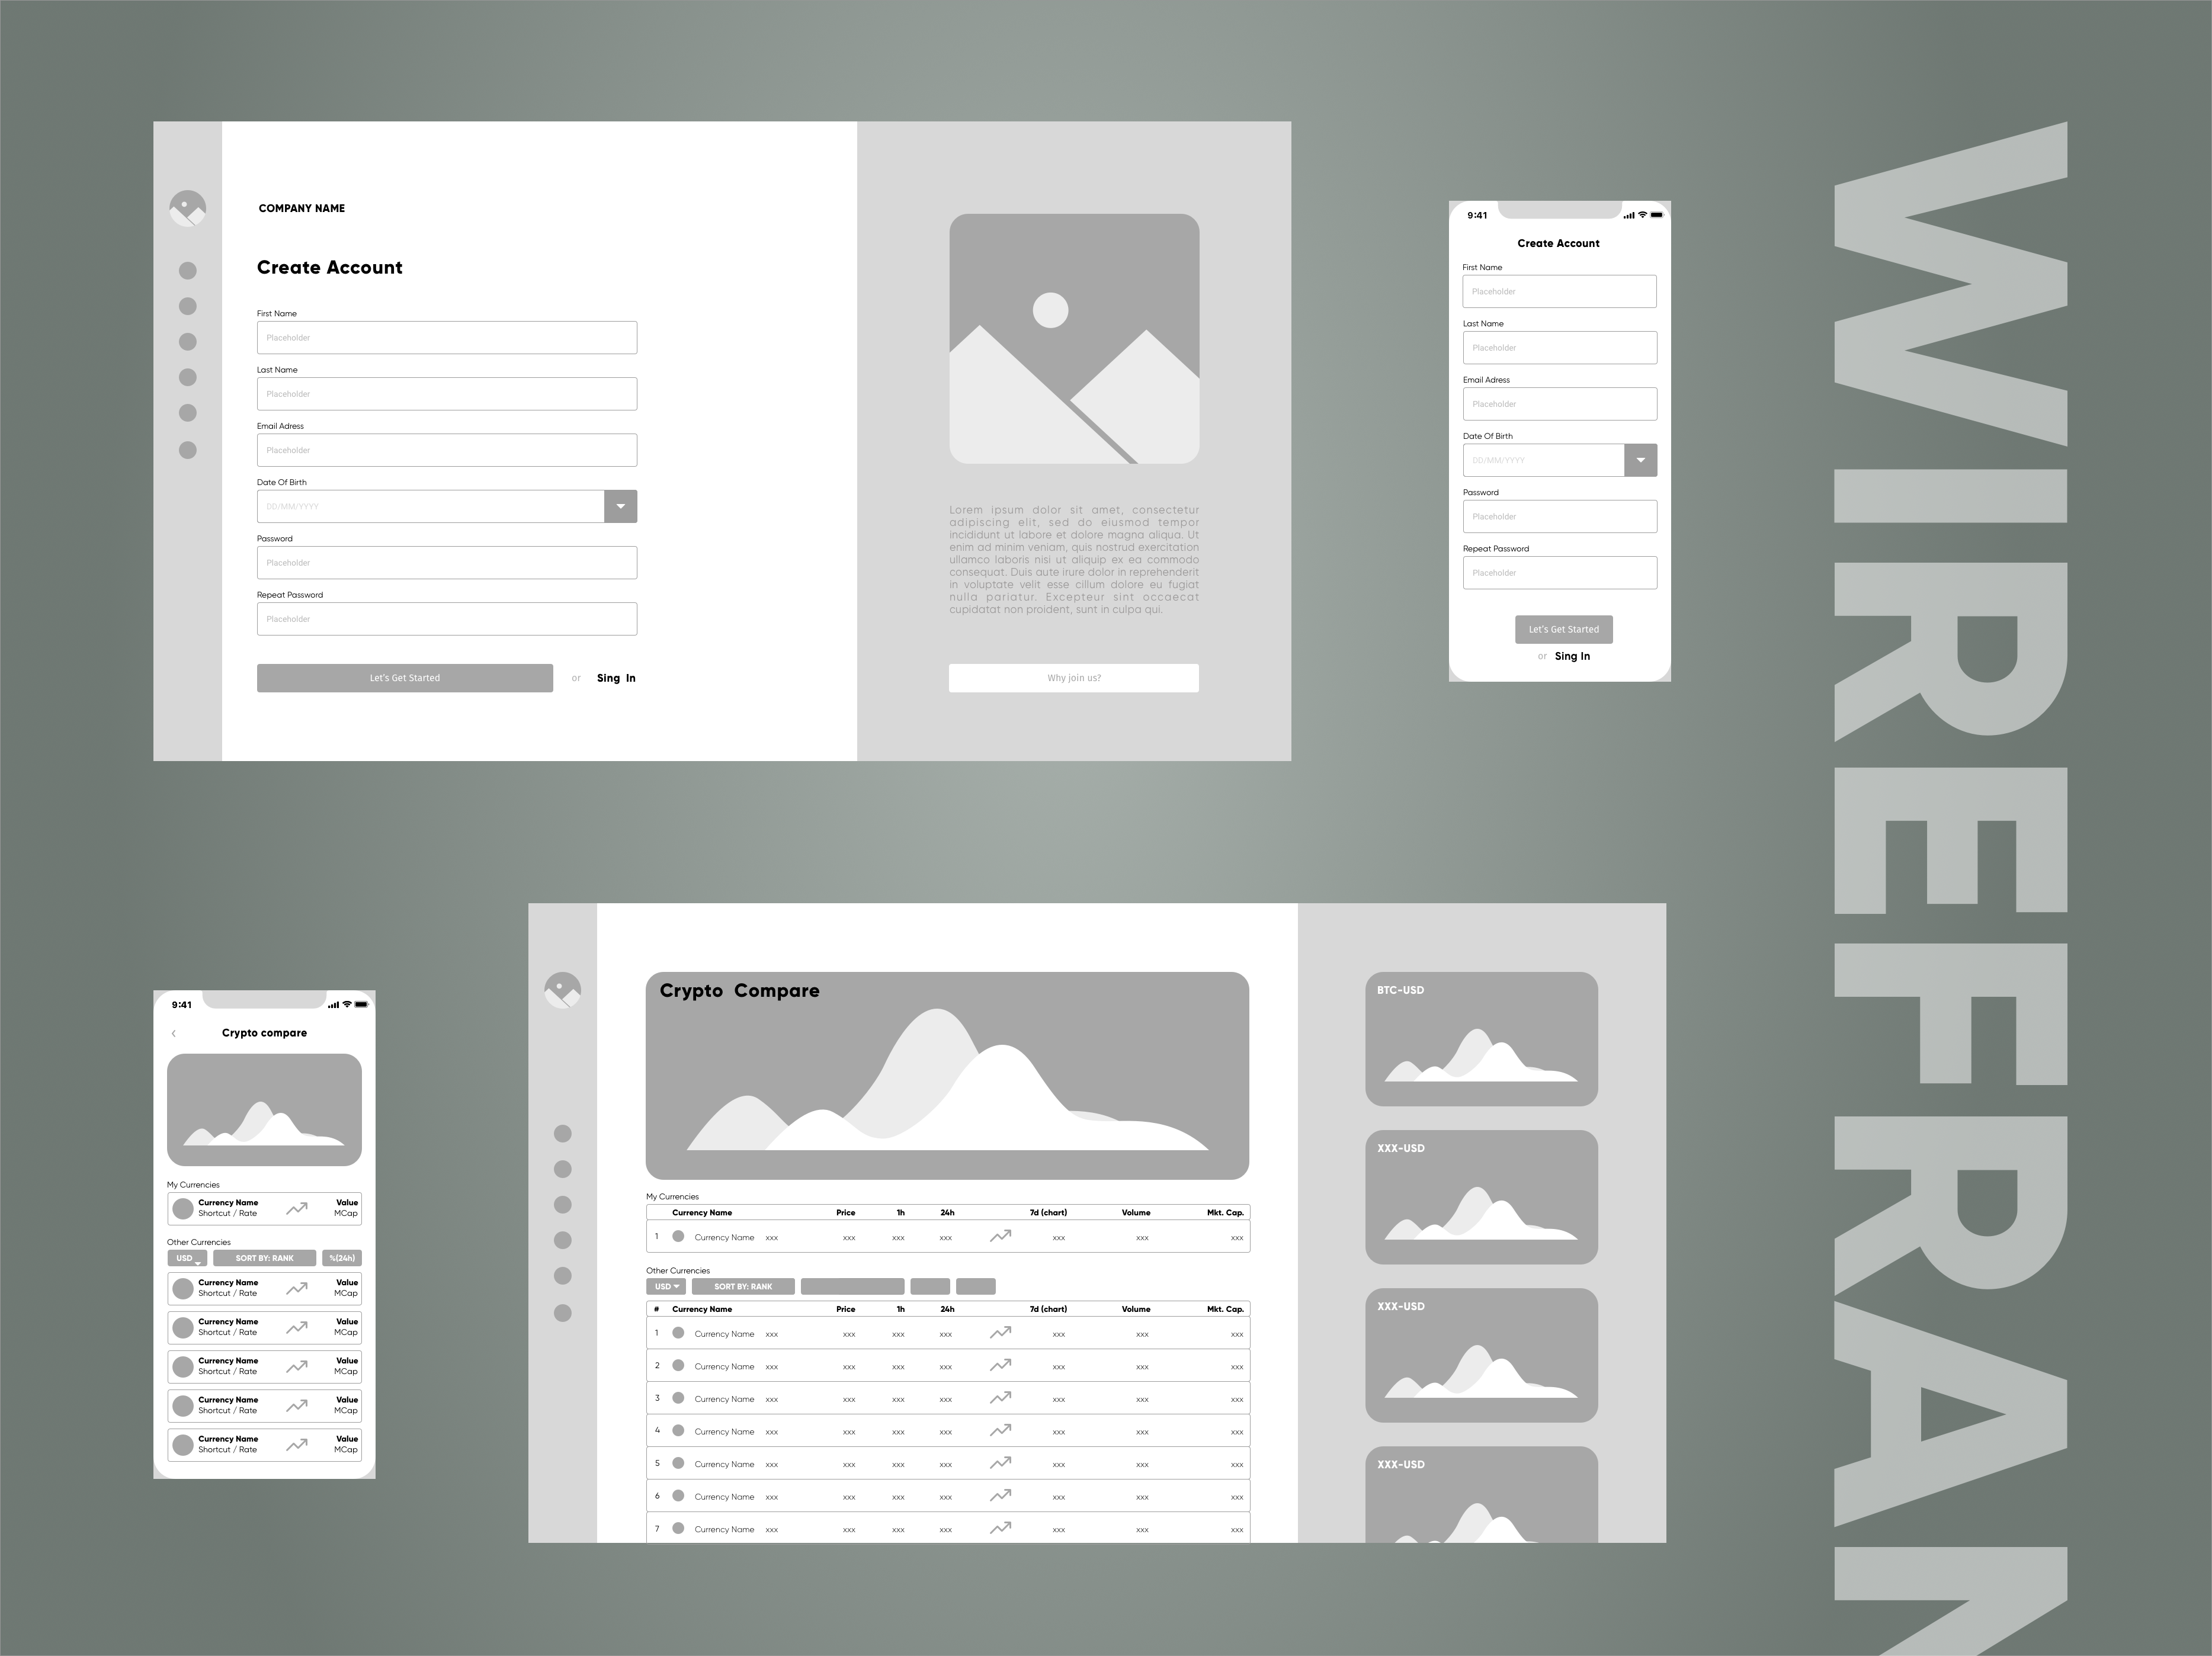 COMPANY NAME
Create Account
First Name
Placeholder
Last Name
Placeholder
Email Adress
Placeholder
Date Of Birth
DD/MM/YYYY
Password
Placeholder
Repeat Password
Placeholder
Let's Get Started or Sing In
Lorem ipsum dolor sit amet, consectetur
adipiscing elit, sed do eiusmod tempor
incididunt ut labore et dolore magna aliqua. Ut
enim ad minim veniam, quis nostrud exercitation
ullamco laboris nisi ut aliquip ex ea commodo
consequat. Duis aute irure dolor in reprehenderit
in voluptate velit esse cillum dolore eu fugiat
nulla pariatur. Excepteur sint occaecat
cupidatat non proident, sunt in culpa qui.
Why join us?
9:41
Create Account
First Name
Placeholder
Last Name
Placeholder
Email Adress
Placeholder
Date Of Birth
DD/MM/YYYY
Password
Placeholder
Repeat Password
Placeholder
Let's Get Started
or Sing In
9:41
Crypto compare
My Currencies
Currency Name Value
Shortcut / Rate MCap
Other Currencies
USD SORT BY: RANK %(24h)
Currency Name Value
Shortcut / Rate MCap
Currency Name Value
Shortcut / Rate MCap
Currency Name Value
Shortcut / Rate MCap
Currency Name Value
Shortcut / Rate MCap
Currency Name Value
Shortcut / Rate MCap
Crypto Compare
My Currencies
Currency Name Price 1h 24h 7d (chart) Volume Mkt. Cap.
1 Currency Name xxx xxx xxx xxx xxx xxx xxx
Other Currencies
USD SORT BY: RANK
# Currency Name Price 1h 24h 7d (chart) Volume Mkt. Cap.
1 Currency Name xxx xxx xxx xxx xxx xxx xxx
2 Currency Name xxx xxx xxx xxx xxx xxx xxx
3 Currency Name xxx xxx xxx xxx xxx xxx xxx
4 Currency Name xxx xxx xxx xxx xxx xxx xxx
5 Currency Name xxx xxx xxx xxx xxx xxx xxx
6 Currency Name xxx xxx xxx xxx xxx xxx xxx
7 Currency Name xxx xxx xxx xxx xxx xxx xxx
BTC-USD
XXX-USD
XXX-USD
XXX-USD
WIREFRAN